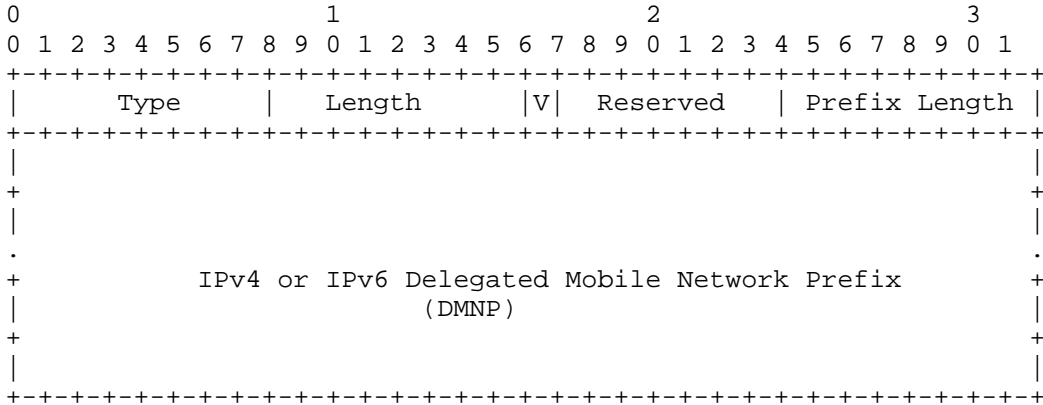 0                   1                   2                   3
0 1 2 3 4 5 6 7 8 9 0 1 2 3 4 5 6 7 8 9 0 1 2 3 4 5 6 7 8 9 0 1
+-+-+-+-+-+-+-+-+-+-+-+-+-+-+-+-+-+-+-+-+-+-+-+-+-+-+-+-+-+-+-+-+
|      Type     |   Length      |V|  Reserved   | Prefix Length |
+-+-+-+-+-+-+-+-+-+-+-+-+-+-+-+-+-+-+-+-+-+-+-+-+-+-+-+-+-+-+-+-+
|                                                               |
+                                                               +
|                                                               |
.                                                               .
+           IPv4 or IPv6 Delegated Mobile Network Prefix        +
|                         (DMNP)                                |
+                                                               +
|                                                               |
+-+-+-+-+-+-+-+-+-+-+-+-+-+-+-+-+-+-+-+-+-+-+-+-+-+-+-+-+-+-+-+-+